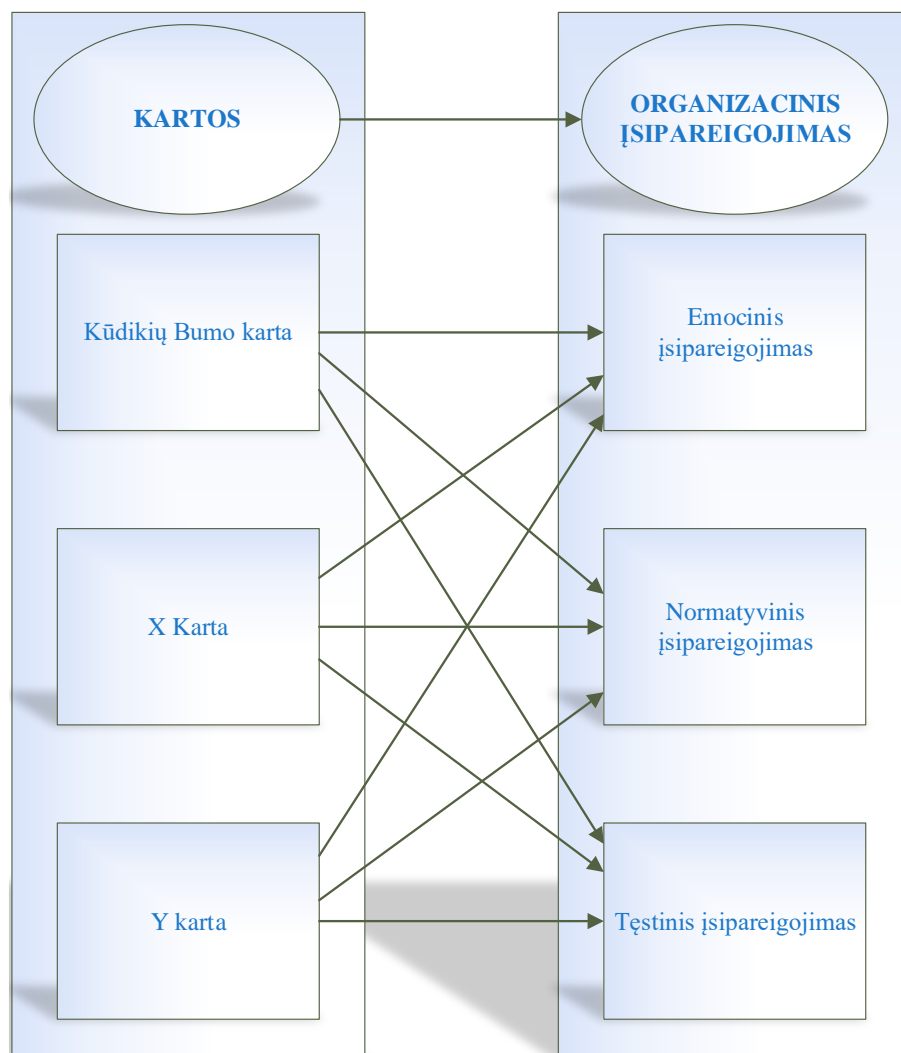 KARTOS
ORGANIZACINIS
ĮSIPAREIGOJIMAS
Kūdikių Bumo karta
Emocinis
įsipareigojimas
X Karta
Normatyvinis
įsipareigojimas
Y karta
Tęstinis įsipareigojimas